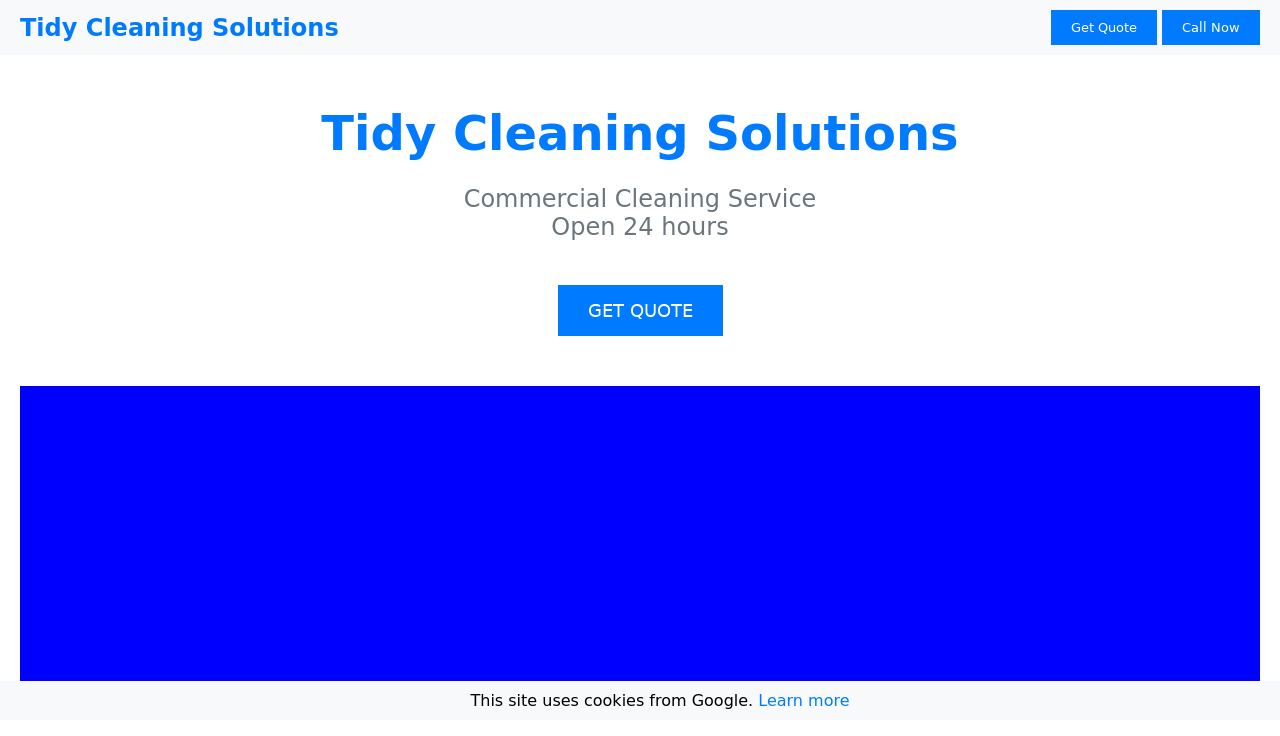 Tidy Cleaning Solutions
Get Quote
Call Now
Tidy Cleaning Solutions
Commercial Cleaning Service
Open 24 hours
GET QUOTE
This site uses cookies from Google. Learn more